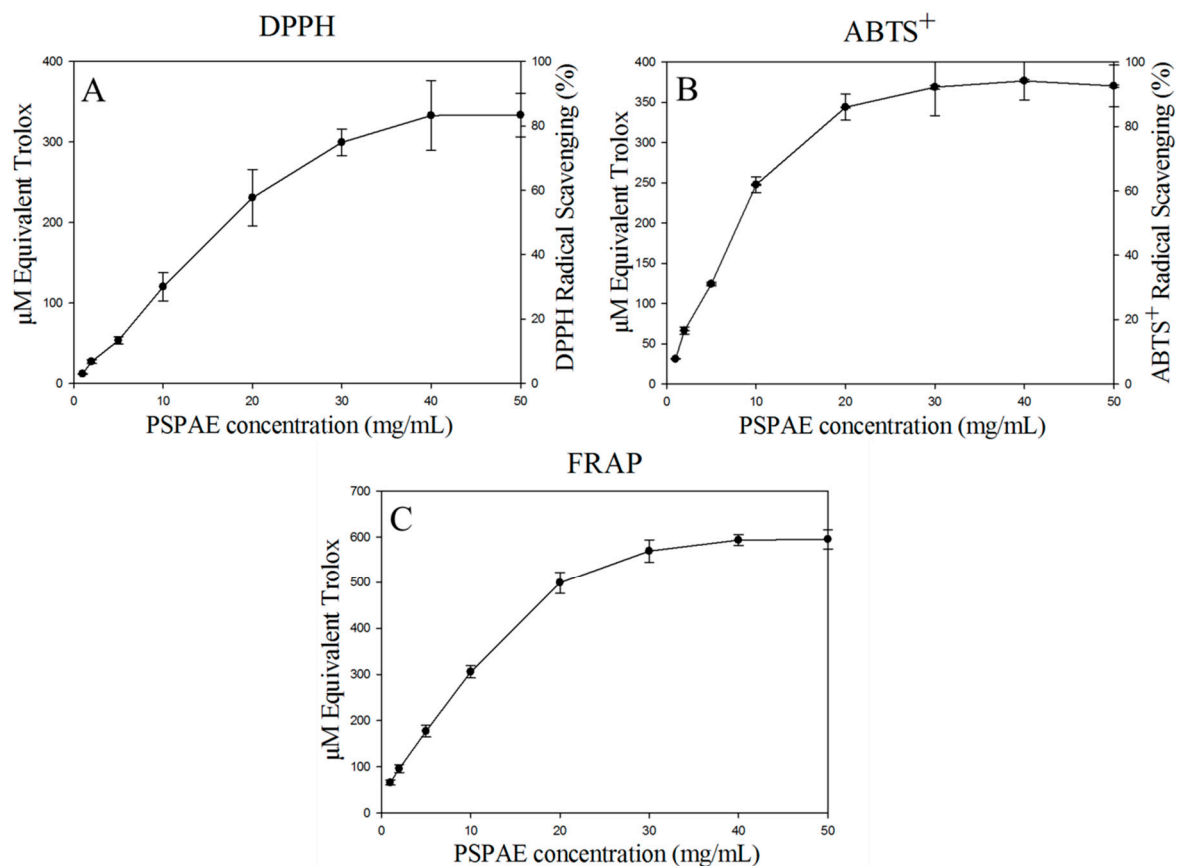 DPPH
A
400
300
200
100
0
μM Equivalent Trolox
100
80
60
40
20
0
DPPH Radical Scavenging (%)
0 10 20 30 40 50
PSPAE concentration (mg/mL)
ABTS+
B
400
350
300
250
200
150
100
50
0
μM Equivalent Trolox
100
80
60
40
20
0
ABTS+ Radical Scavenging (%)
0 10 20 30 40 50
PSPAE concentration (mg/mL)
FRAP
C
700
600
500
400
300
200
100
0
μM Equivalent Trolox
0 10 20 30 40 50
PSPAE concentration (mg/mL)